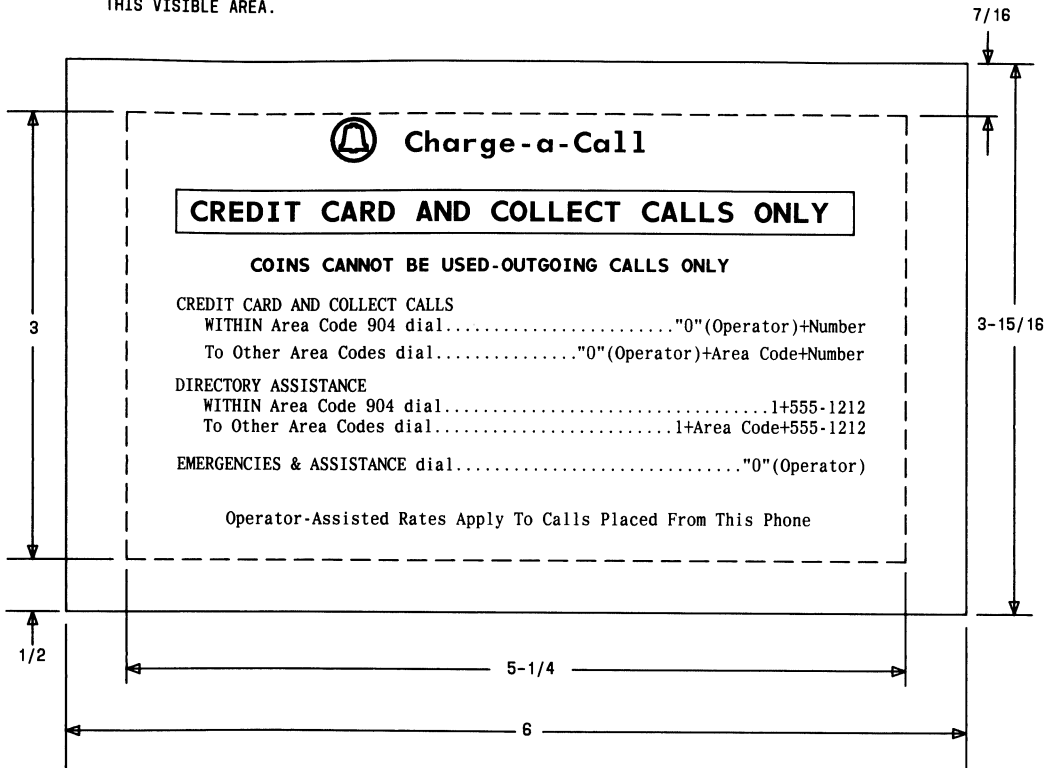 THIS VISIBLE AREA.
7/16
Charge-a-Call
CREDIT CARD AND COLLECT CALLS ONLY
COINS CANNOT BE USED-OUTGOING CALLS ONLY
CREDIT CARD AND COLLECT CALLS
WITHIN Area Code 904 dial........................"0"(Operator)+Number
3
3-15/16
To Other Area Codes dial..............."0"(Operator)+Area Code+Number
DIRECTORY ASSISTANCE
WITHIN Area Code 904 dial..................................1+555-1212
To Other Area Codes dial.........................1+Area Code+555-1212
EMERGENCIES & ASSISTANCE dial.............................."0"(Operator)
Operator-Assisted Rates Apply To Calls Placed From This Phone
1/2
5-1/4
6